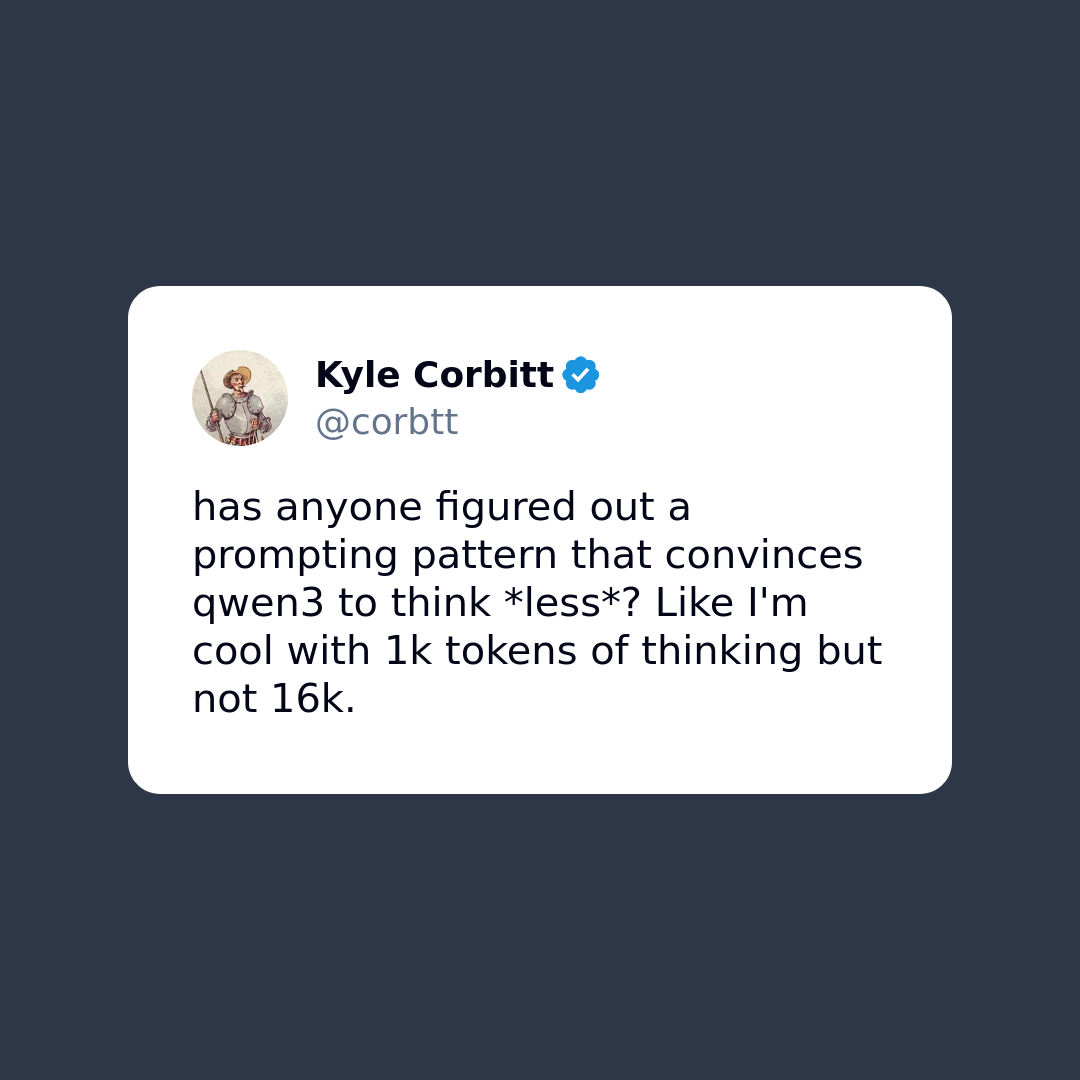 Kyle Corbitt
@corbtt
has anyone figured out a
prompting pattern that convinces
qwen3 to think *less*? Like I'm
cool with 1k tokens of thinking but
not 16k.